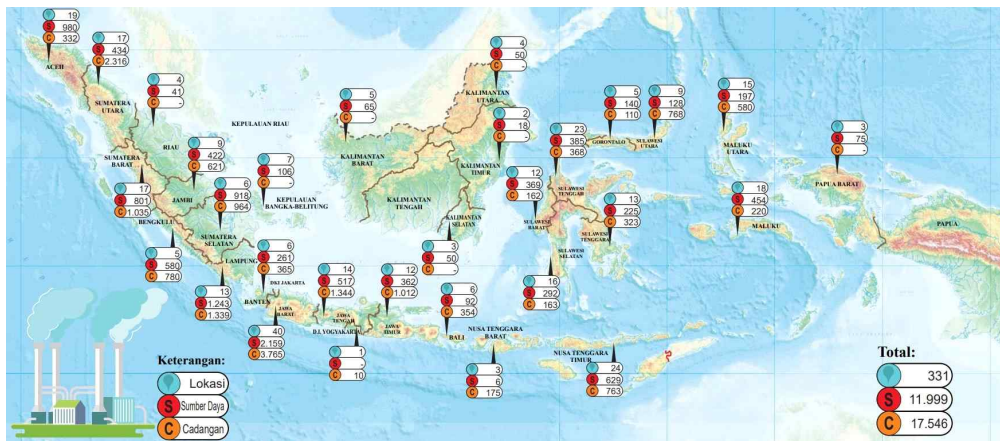 19
980
332
ACEH
17
434
2.316
SUMATERA
UTARA
4
41
-
RIAU
KEPULAUAN RIAU
SUMATERA
BARAT
17
801
1.035
9
422
621
JAMBI
7
106
-
KEPULAUAN
BANGKA-BELITUNG
6
918
964
SUMATERA
SELATAN
BENGKULU
5
580
780
LAMPUNG
13
1.243
1.339
6
261
365
DKI JAKARTA
BANTEN
JAWA
BARAT
40
2.159
3.765
14
517
1.344
JAWA
TENGAH
D.I. YOGYAKARTA
1
-
10
12
362
1.012
JAWA
TIMUR
6
92
354
BALI
NUSA TENGGARA
BARAT
3
6
175
NUSA TENGGARA
TIMUR
24
629
763
5
65
-
KALIMANTAN
BARAT
KALIMANTAN
TENGAH
KALIMANTAN
SELATAN
3
50
-
4
50
-
KALIMANTAN
UTARA
2
18
-
KALIMANTAN
TIMUR
23
385
368
SULAWESI
TENGAH
5
140
110
GORONTALO
9
128
768
SULAWESI
UTARA
12
369
162
SULAWESI
BARAT
13
225
323
SULAWESI
TENGGARA
SULAWESI
SELATAN
16
292
163
15
197
580
MALUKU
UTARA
18
454
220
MALUKU
3
75
-
PAPUA BARAT
PAPUA
Keterangan:
Lokasi
S Sumber Daya
C Cadangan
Total:
331
S 11.999
C 17.546